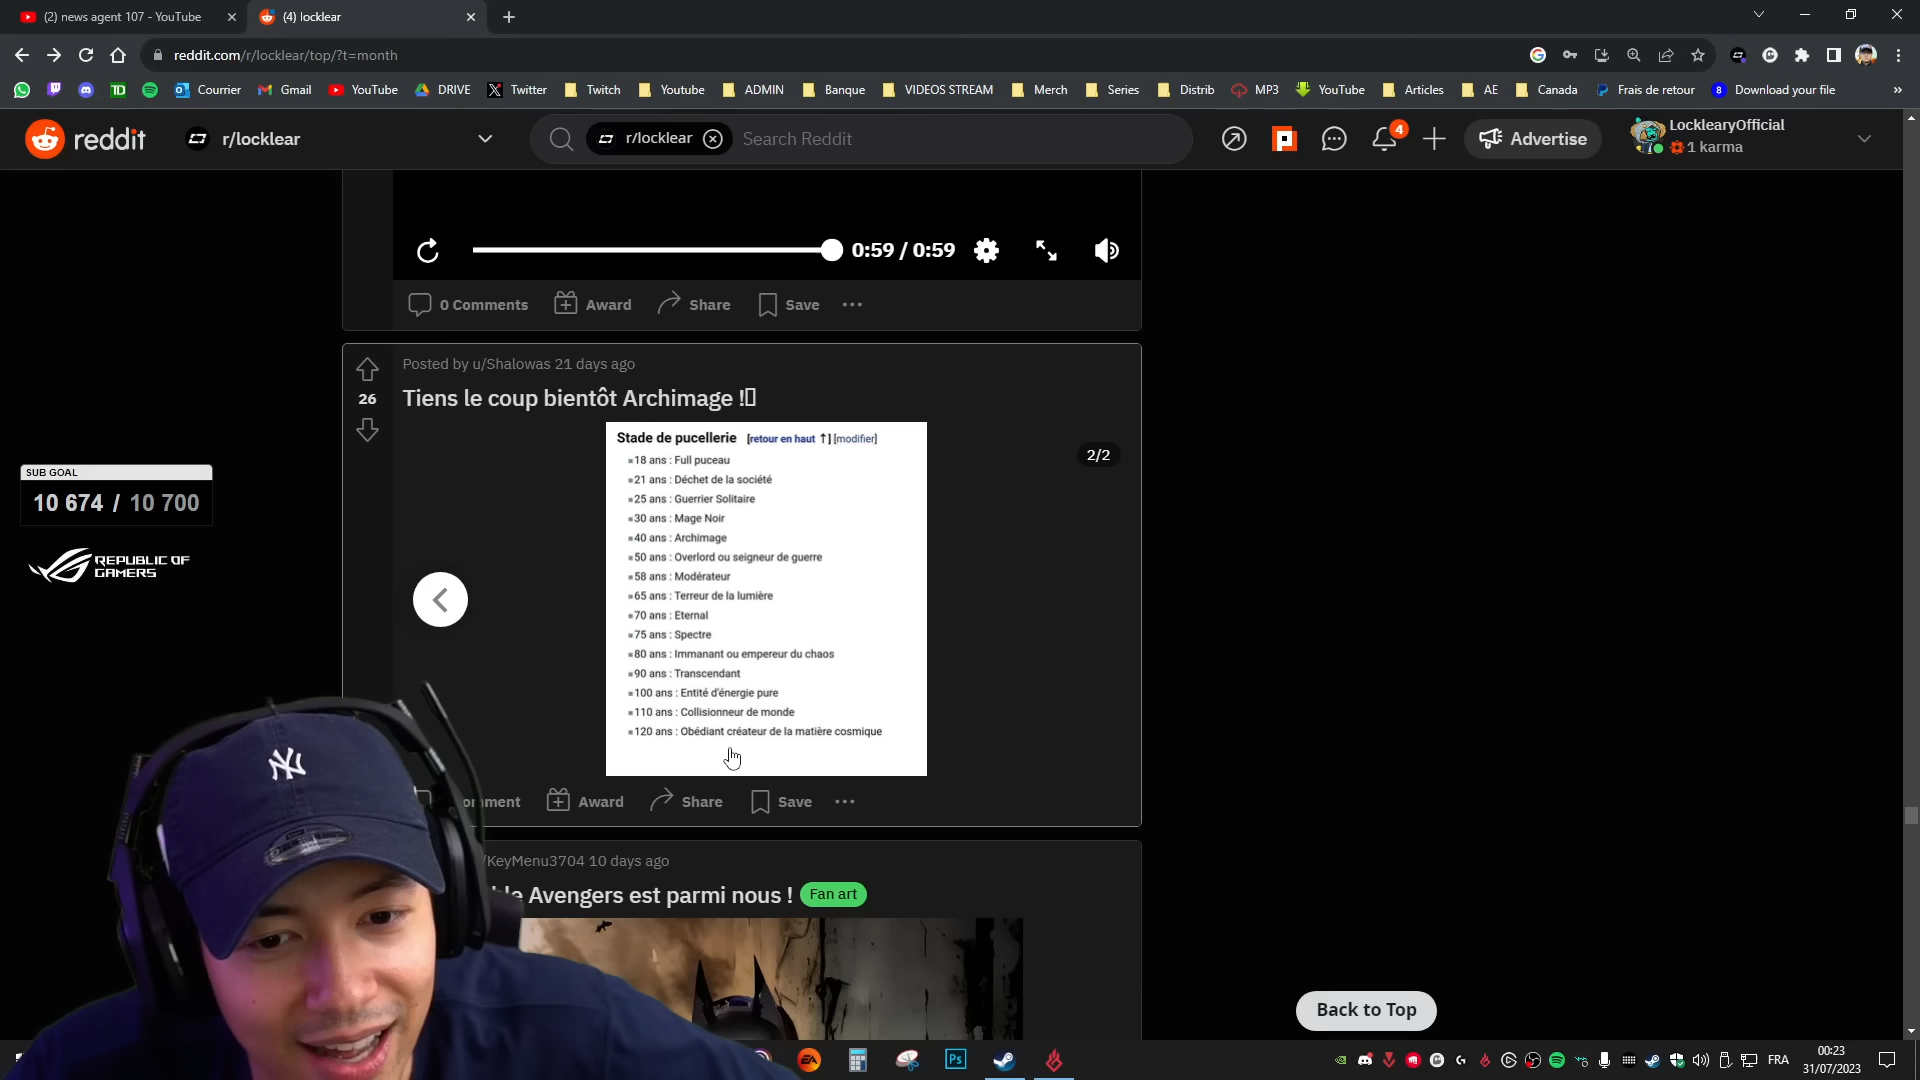 (2) news agent 107 - YouTube
(4) locklear
reddit.com/r/locklear/top/?t=month
Courrier
Gmail
YouTube
DRIVE
Twitter
Twitch
Youtube
ADMIN
Banque
VIDEOS STREAM
Merch
Series
Distrib
MP3
YouTube
Articles
AE
Canada
Frais de retour
8
Download your file
reddit
r/locklear
r/locklear
Search Reddit
4
Advertise
LocklearyOfficial
1 karma
0:59 / 0:59
0 Comments
Award
Share
Save
Posted by u/Shalowas 21 days ago
26
Tiens le coup bientôt Archimage !
2/2
Stade de pucellerie [retour en haut ↑] [modifier]
18 ans : Full puceau
21 ans : Déchet de la société
25 ans : Guerrier Solitaire
30 ans : Mage Noir
40 ans : Archimage
50 ans : Overlord ou seigneur de guerre
58 ans : Modérateur
65 ans : Terreur de la lumière
70 ans : Eternal
75 ans : Spectre
80 ans : Immanant ou empereur du chaos
90 ans : Transcendant
100 ans : Entité d'énergie pure
110 ans : Collisionneur de monde
120 ans : Obédiant créateur de la matière cosmique
SUB GOAL
10 674 / 10 700
REPUBLIC OF
GAMERS
omment
Award
Share
Save
/KeyMenu3704 10 days ago
Avengers est parmi nous !
Fan art
NY
Back to Top
EA
Ps
FRA
00:23
31/07/2023